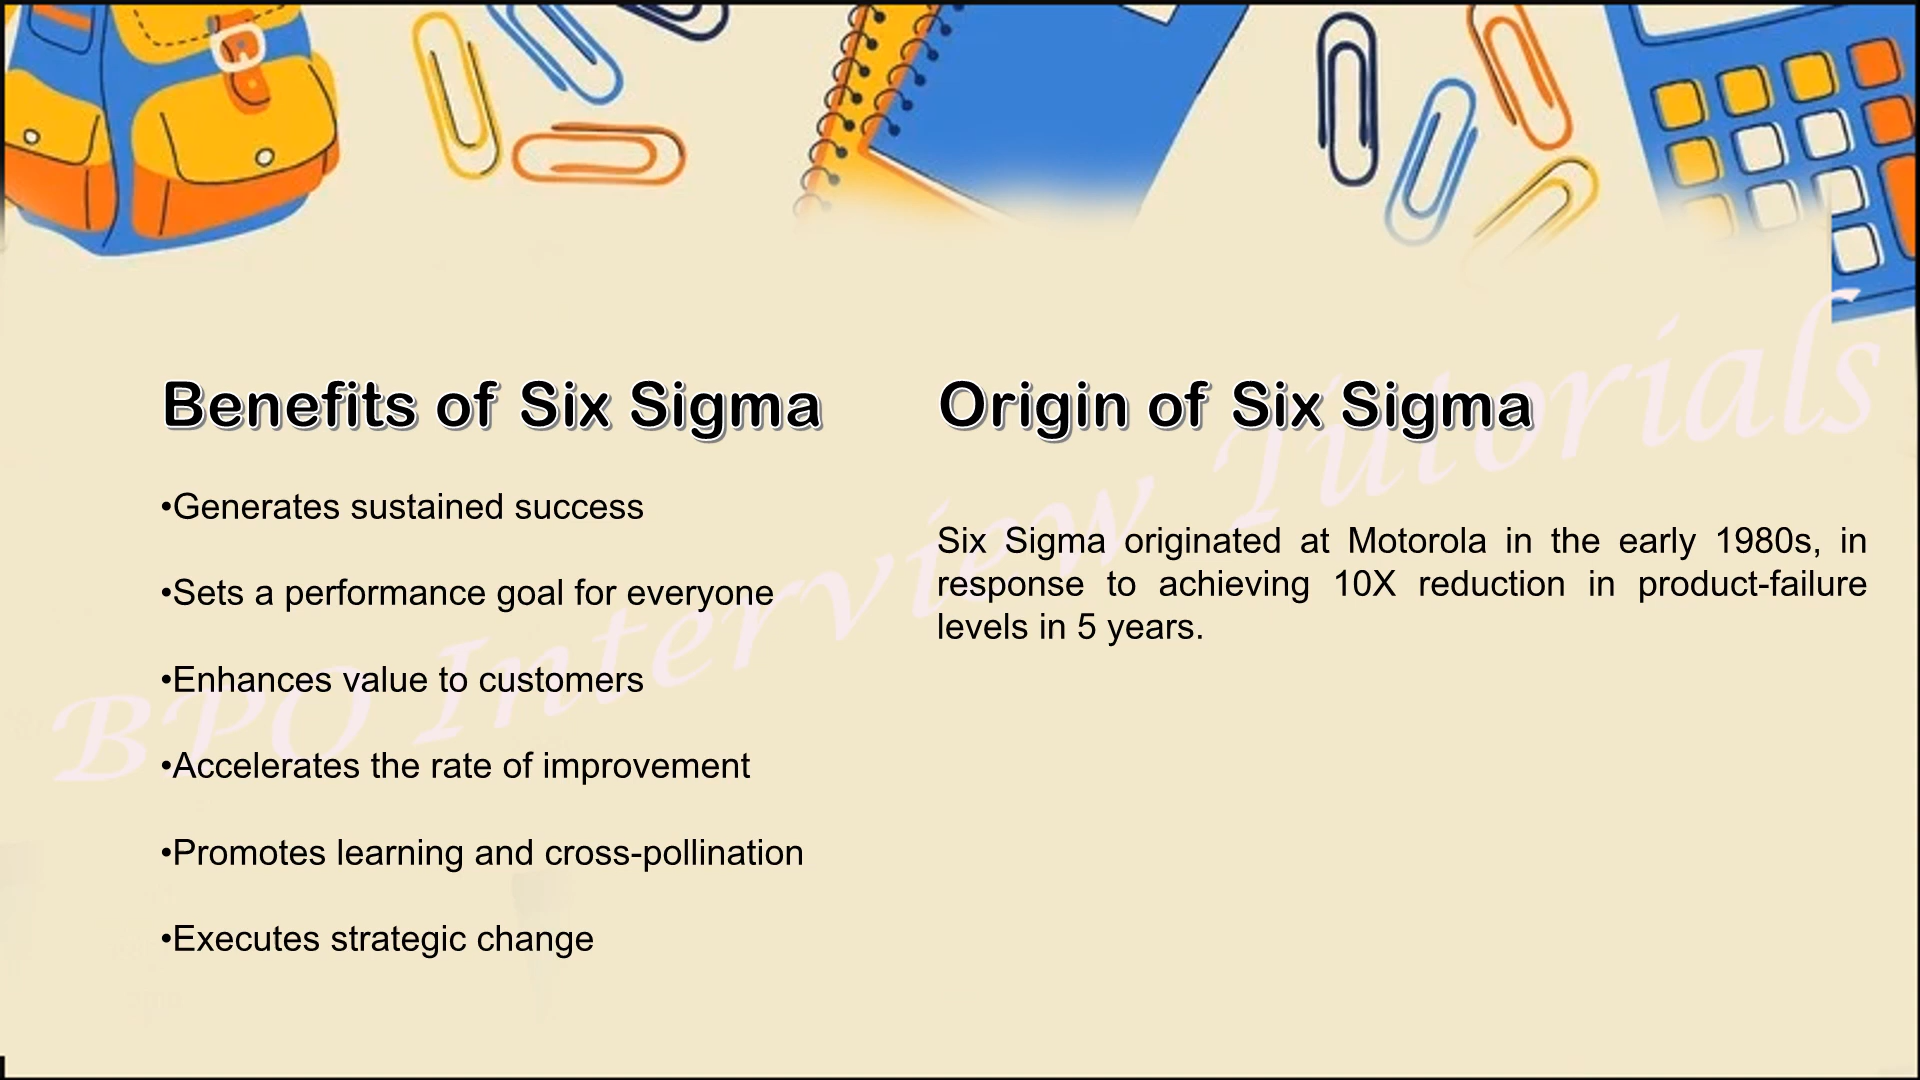 Benefits of Six Sigma
•Generates sustained success
•Sets a performance goal for everyone
•Enhances value to customers
•Accelerates the rate of improvement
•Promotes learning and cross-pollination
•Executes strategic change
Origin of Six Sigma
Six Sigma originated at Motorola in the early 1980s, in
response to achieving 10X reduction in product-failure
levels in 5 years.
BPO Interview Tutorials